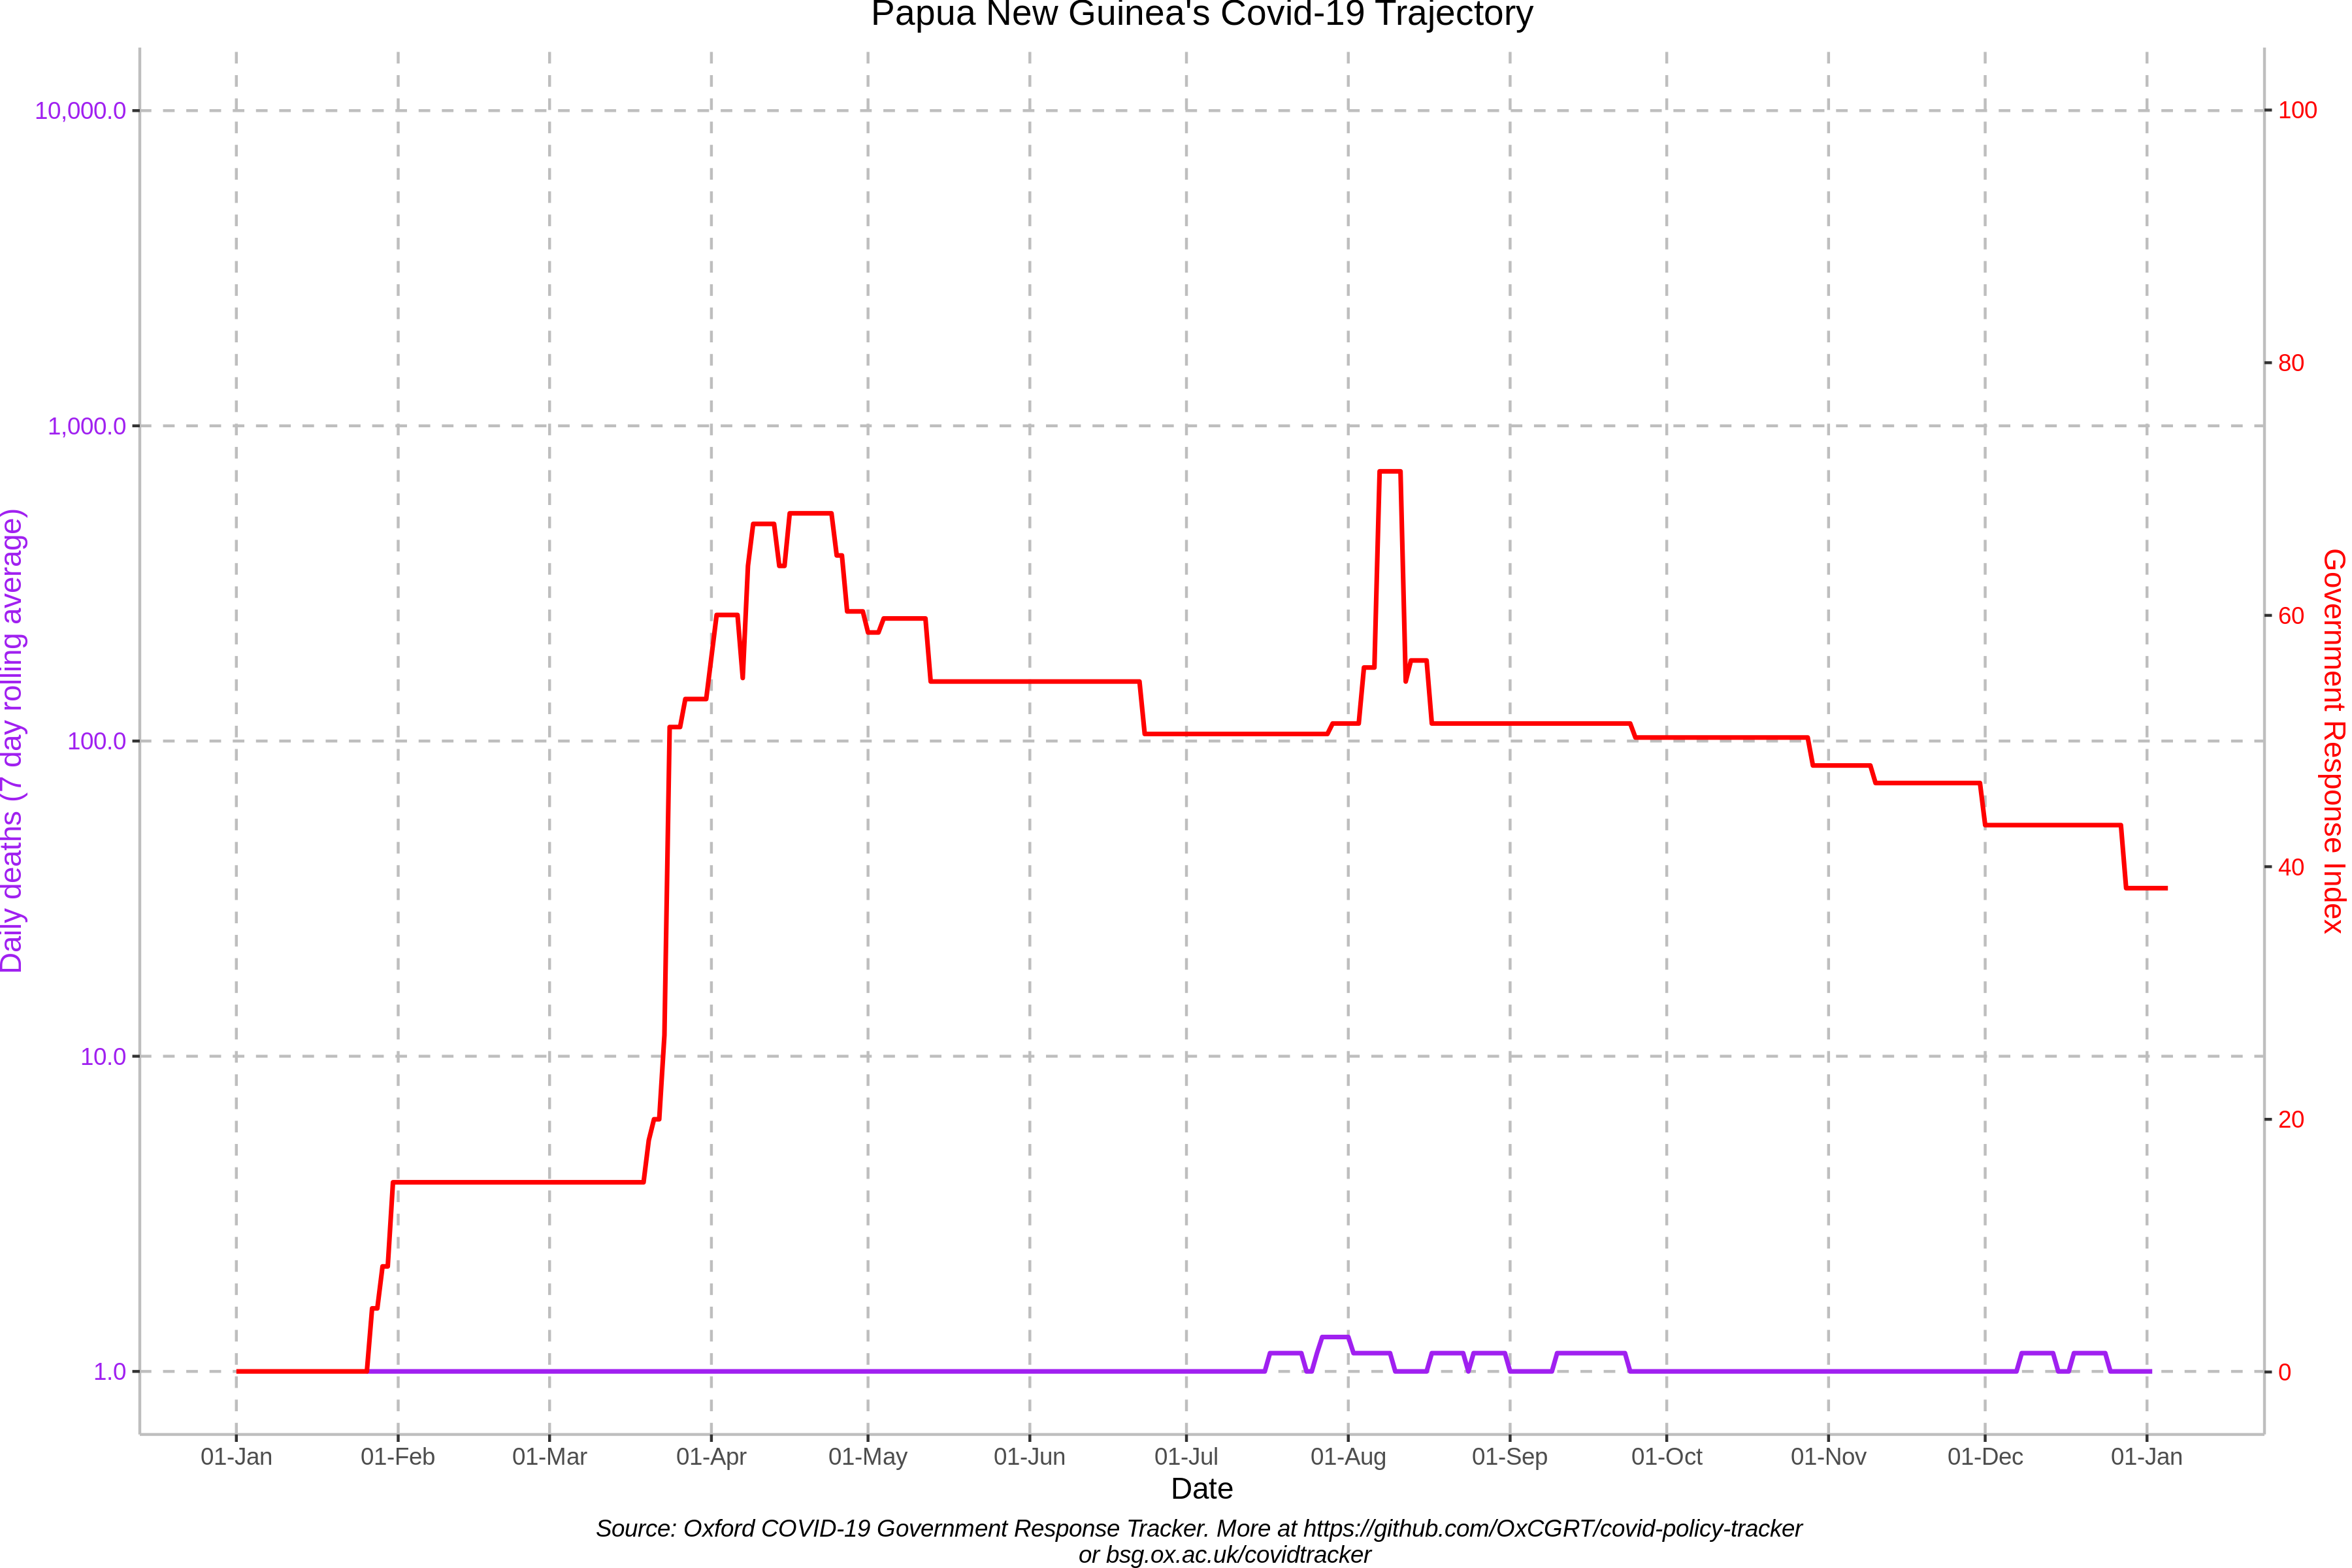 Papua New Guinea's Covid-19 Trajectory
10,000.0
1,000.0
100.0
10.0
1.0
Daily deaths (7 day rolling average)
100
80
60
40
20
0
Government Response Index
01-Jan 01-Feb 01-Mar 01-Apr 01-May 01-Jun 01-Jul 01-Aug 01-Sep 01-Oct 01-Nov 01-Dec 01-Jan
Date
Source: Oxford COVID-19 Government Response Tracker. More at https://github.com/OxCGRT/covid-policy-tracker
or bsg.ox.ac.uk/covidtracker